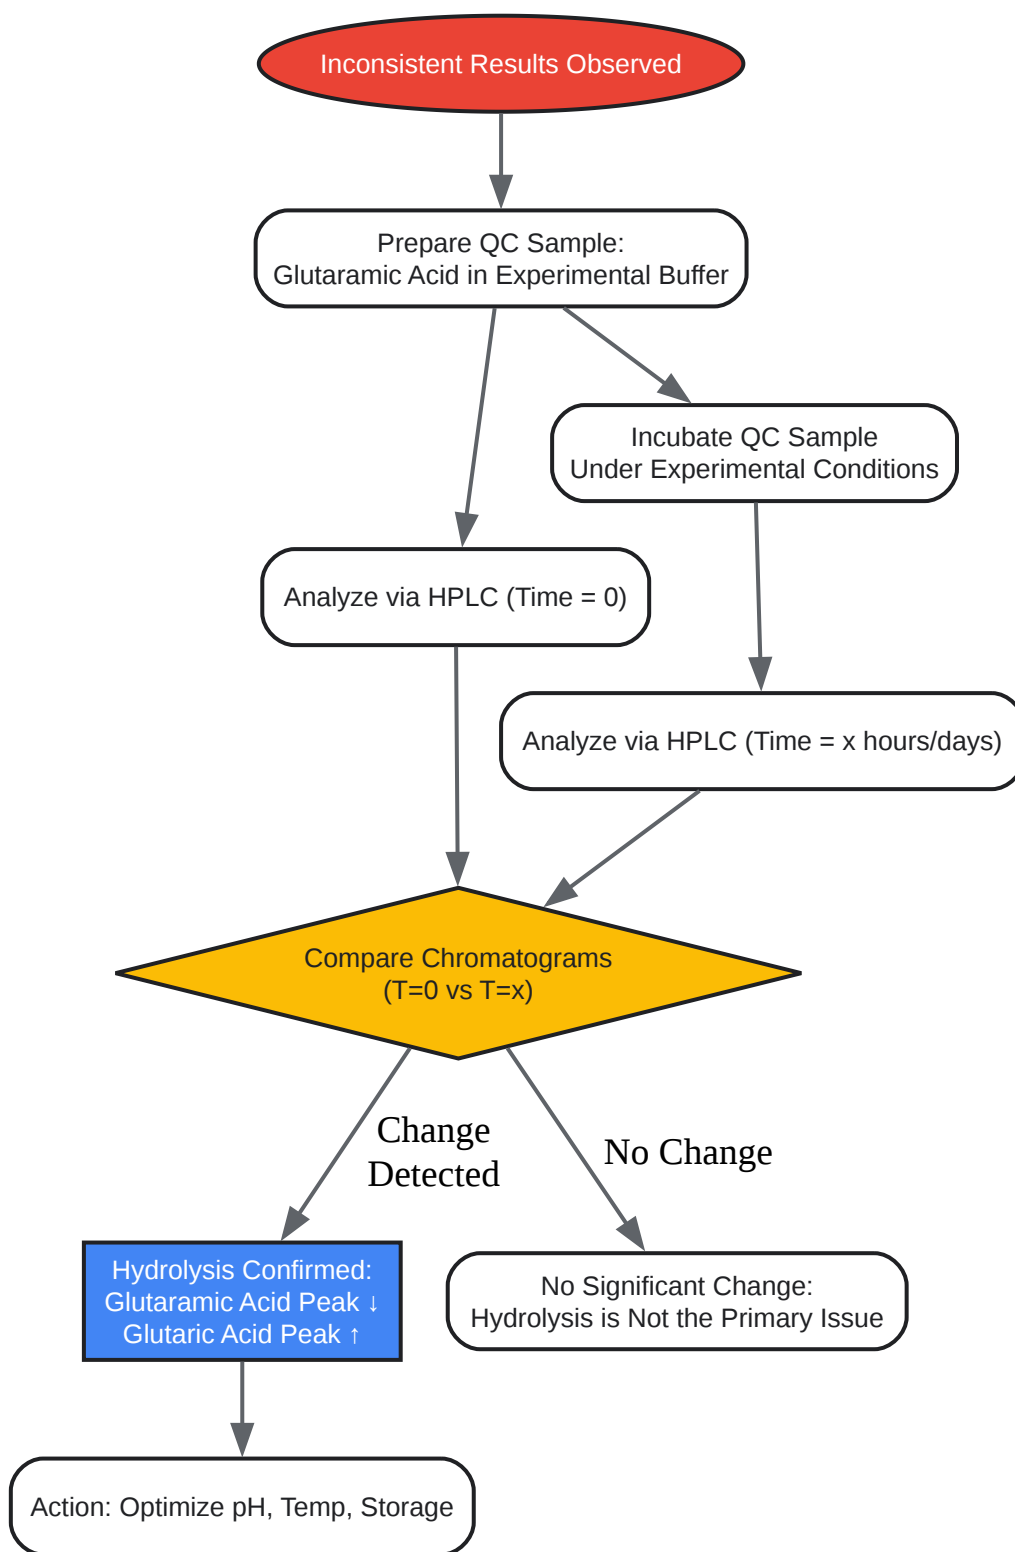 Inconsistent Results Observed
Prepare QC Sample:
Glutaramic Acid in Experimental Buffer
Incubate QC Sample
Under Experimental Conditions
Analyze via HPLC (Time = 0)
Analyze via HPLC (Time = x hours/days)
Compare Chromatograms
(T=0 vs T=x)
Change
Detected
No Change
Hydrolysis Confirmed:
Glutaramic Acid Peak ↓
Glutaric Acid Peak ↑
No Significant Change:
Hydrolysis is Not the Primary Issue
Action: Optimize pH, Temp, Storage